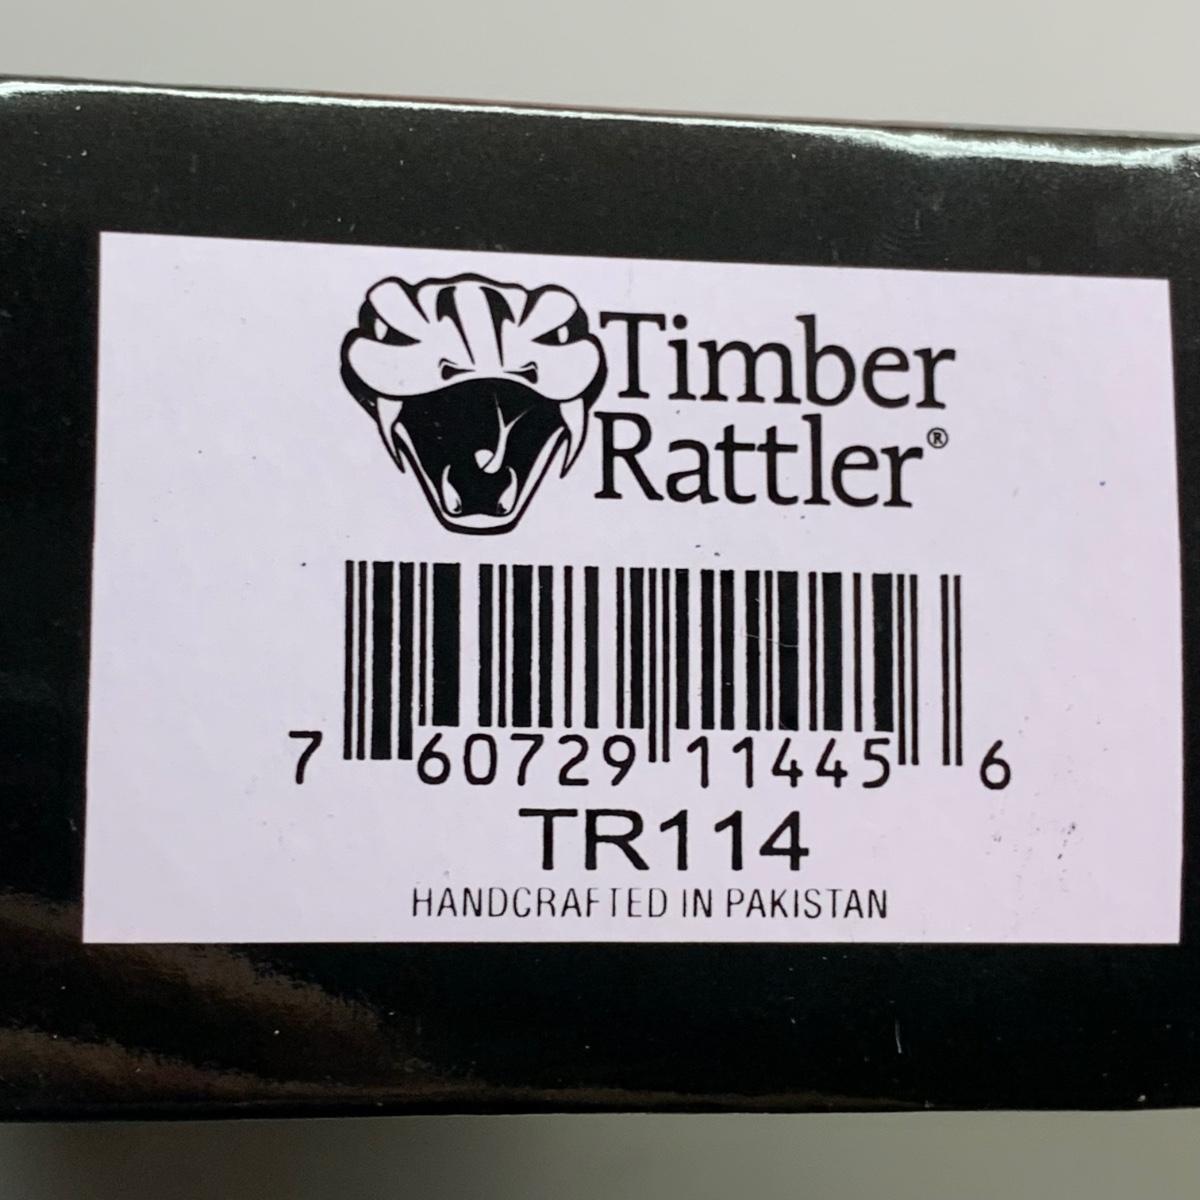 Timber
Rattler®
7 60729 11445 6
TR114
HANDCRAFTED IN PAKISTAN